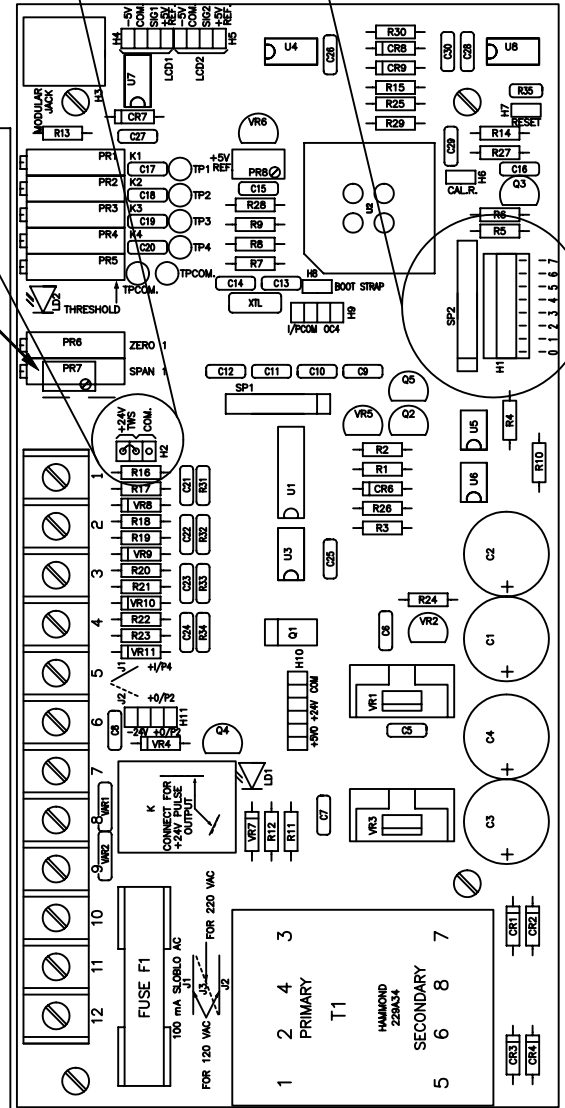 -5V
COM.
SIG1
+5V
REF.
-5V
COM.
SIG2
+5V
REF.
H4
H5
LCD1
LCD2
MODULAR
JACK
H3
U7
CR7
R13
C27
U4
C26
R30
CR8
CR9
R15
R25
R29
C30
C28
U8
R35
H7
RESET
R14
R27
C29
C16
H6
CAL.R.
Q3
R6
R5
VR6
+5V
REF.
PR8
C15
R28
R9
R8
R7
U2
PR1
K1
C17
TP1
PR2
K2
C18
TP2
PR3
K3
C19
TP3
PR4
K4
C20
TP4
PR5
TPCOM.
LD2
THRESHOLD
C14
C13
H8
BOOT STRAP
XTL
H9
I/PCOM OC4
SP2
H1
0 1 2 3 4 5 6 7
PR6
ZERO 1
PR7
SPAN 1
C12
C11
C10
C9
SP1
Q5
VR5
Q2
R4
U5
U6
R10
+24V
TWS
COM.
H2
R16
R17
VR8
R18
R19
VR9
R20
R21
VR10
R22
R23
VR11
C21
R31
C22
R32
C23
R33
C24
R34
U1
U3
C25
R2
R1
CR6
R26
R3
C2
R24
VR2
C6
C1
Q1
H10
+5VD +24V COM
VR1
C5
C4
J1
+I/P4
J2
+O/P2
C8
-24V +O/P2
H11
VR4
Q4
LD1
K
CONNECT FOR
+24V PULSE
OUTPUT
VAR1
VAR2
VR7
R12
R11
C7
VR3
C3
1
2
3
4
5
6
7
8
9
10
11
12
FUSE F1
100 mA SLOBLO AC
FOR 120 VAC
J1
J3
J2
FOR 220 VAC
1 2 4 3
PRIMARY
T1
HAMMOND
229A34
SECONDARY
5 6 8 7
CR1
CR2
CR3
CR4